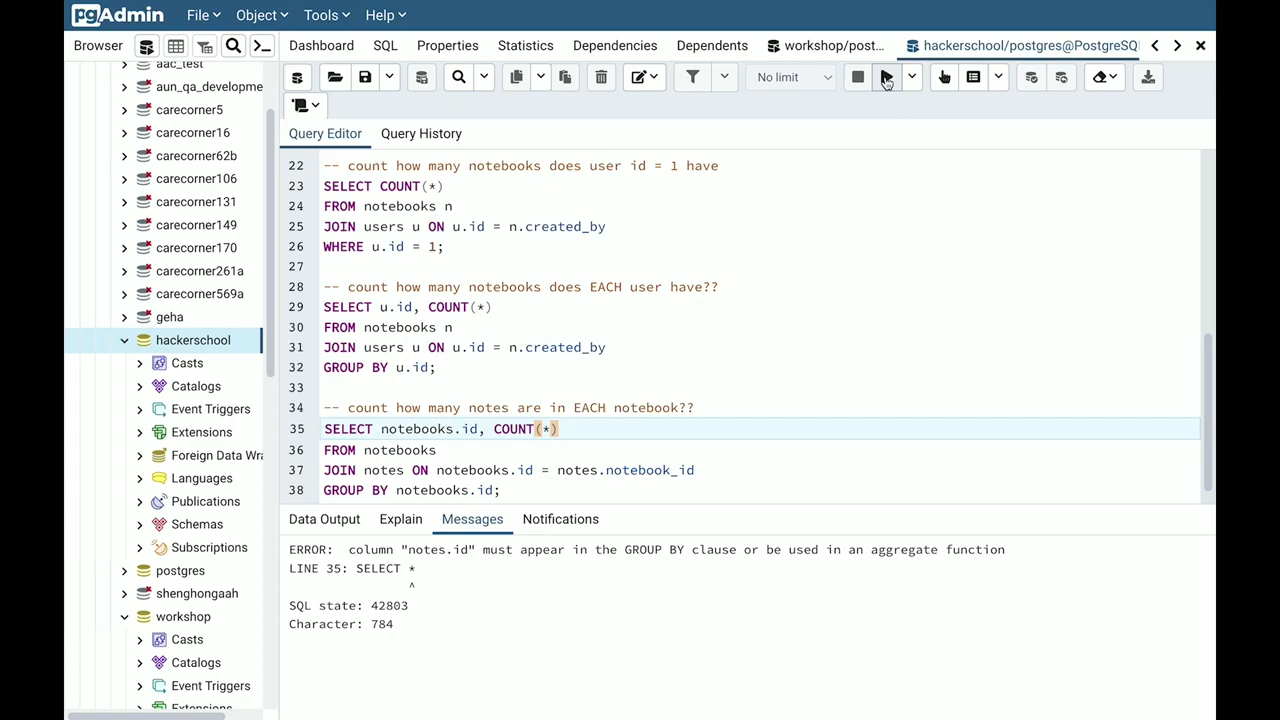 pgAdmin File Object Tools Help
Browser Dashboard SQL Properties Statistics Dependencies Dependents workshop/post... hackerschool/postgres@PostgreSQ
No limit
Query Editor Query History
aac_test
aun_qa_developme
carecorner5
carecorner16
carecorner62b
carecorner106
carecorner131
carecorner149
carecorner170
carecorner261a
carecorner569a
geha
hackerschool
Casts
Catalogs
Event Triggers
Extensions
Foreign Data Wra
Languages
Publications
Schemas
Subscriptions
postgres
shenghongaah
workshop
Casts
Catalogs
Event Triggers
Extensions
22 -- count how many notebooks does user id = 1 have
23 SELECT COUNT(*)
24 FROM notebooks n
25 JOIN users u ON u.id = n.created_by
26 WHERE u.id = 1;
27
28 -- count how many notebooks does EACH user have??
29 SELECT u.id, COUNT(*)
30 FROM notebooks n
31 JOIN users u ON u.id = n.created_by
32 GROUP BY u.id;
33
34 -- count how many notes are in EACH notebook??
35 SELECT notebooks.id, COUNT(*)
36 FROM notebooks
37 JOIN notes ON notebooks.id = notes.notebook_id
38 GROUP BY notebooks.id;
Data Output Explain Messages Notifications
ERROR:  column "notes.id" must appear in the GROUP BY clause or be used in an aggregate function
LINE 35: SELECT *
^
SQL state: 42803
Character: 784